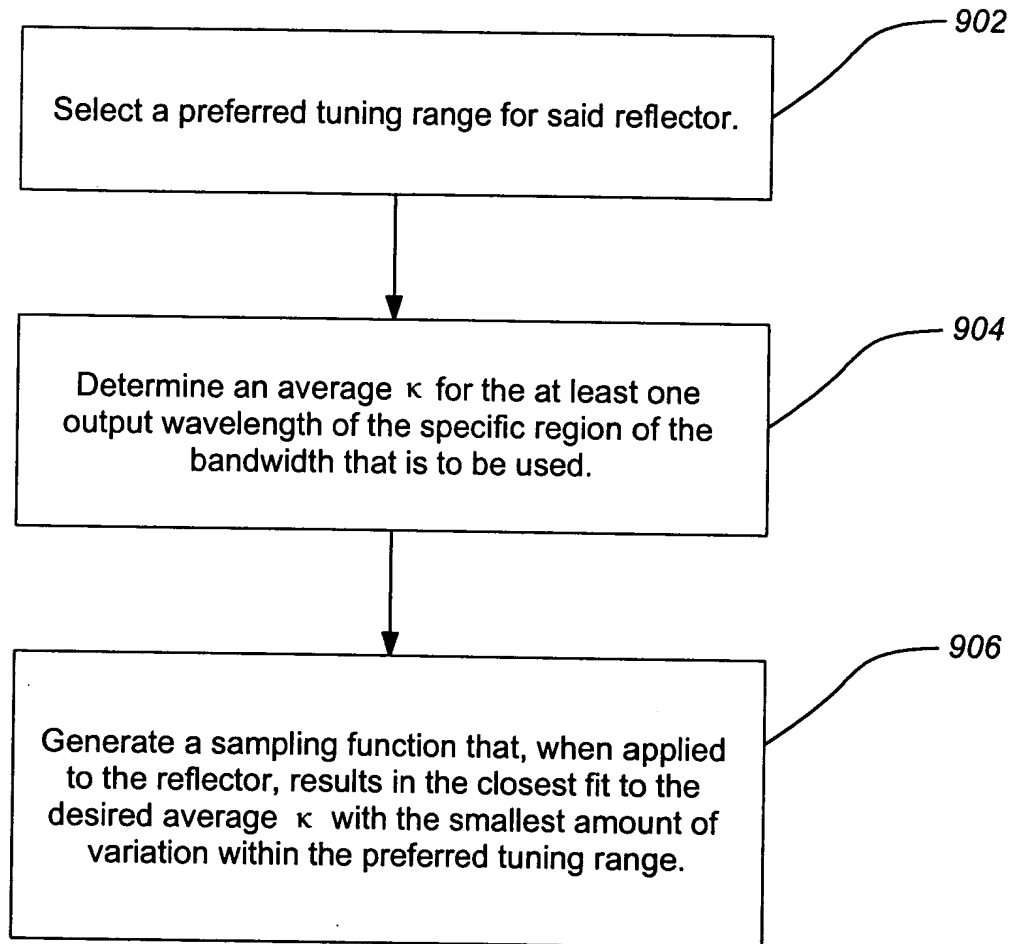 902
Select a preferred tuning range for said reflector.
904
Determine an average κ for the at least one
output wavelength of the specific region of the
bandwidth that is to be used.
906
Generate a sampling function that, when applied
to the reflector, results in the closest fit to the
desired average κ with the smallest amount of
variation within the preferred tuning range.